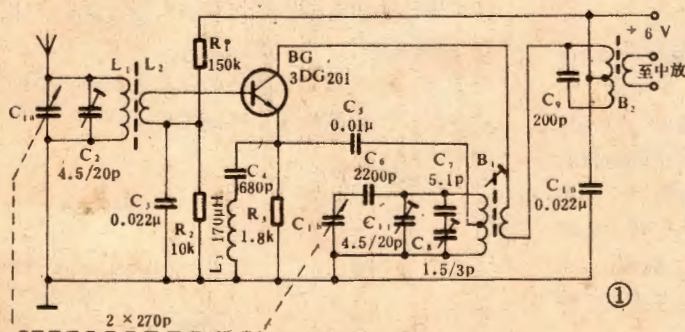 + 6 V
R₁
150k
BG
3DG201
L₁
L₂
C₁ₐ
C₂
4.5/20p
C₃
0.022μ
R₂
10k
C₄
680p
L₃ 170μH
R₃
1.8k
C₅
0.01μ
C₆
2200p
C₁b
4.5/20p
C₁₁
C₇
5.1p
C₈
1.5/3p
B₁
C₉
200p
B₂
至中放
C₁₀
0.022μ
2×270p
①